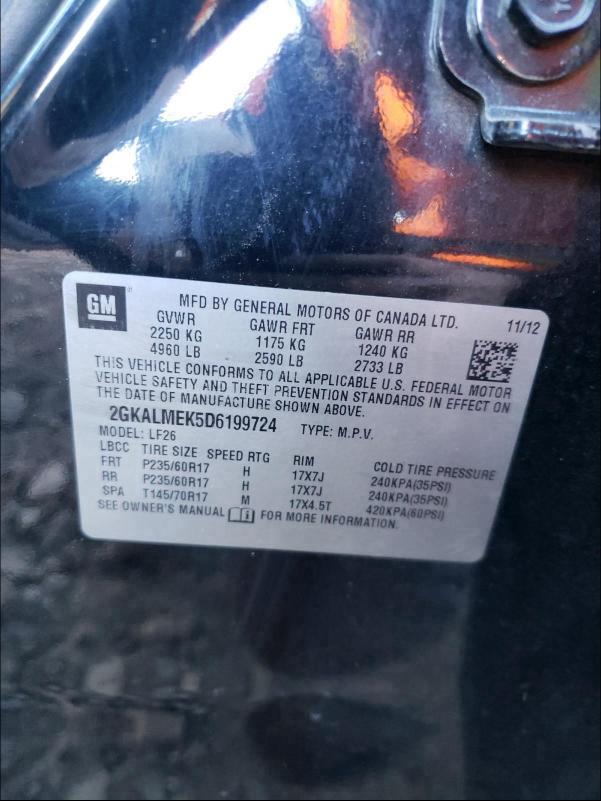 GM
MFD BY GENERAL MOTORS OF CANADA LTD. 11/12
GVWR GAWR FRT GAWR RR
2250 KG 1175 KG 1240 KG
4960 LB 2590 LB 2733 LB
THIS VEHICLE CONFORMS TO ALL APPLICABLE U.S. FEDERAL MOTOR
VEHICLE SAFETY AND THEFT PREVENTION STANDARDS IN EFFECT ON
THE DATE OF MANUFACTURE SHOWN ABOVE.
2GKALMEK5D6199724 TYPE: M.P.V.
MODEL: LF26
LBCC TIRE SIZE SPEED RTG RIM COLD TIRE PRESSURE
FRT P235/60R17 H 17X7J 240KPA(35PSI)
RR P235/60R17 H 17X7J 240KPA(35PSI)
SPA T145/70R17 M 17X4.5T 420KPA(60PSI)
SEE OWNER'S MANUAL FOR MORE INFORMATION.